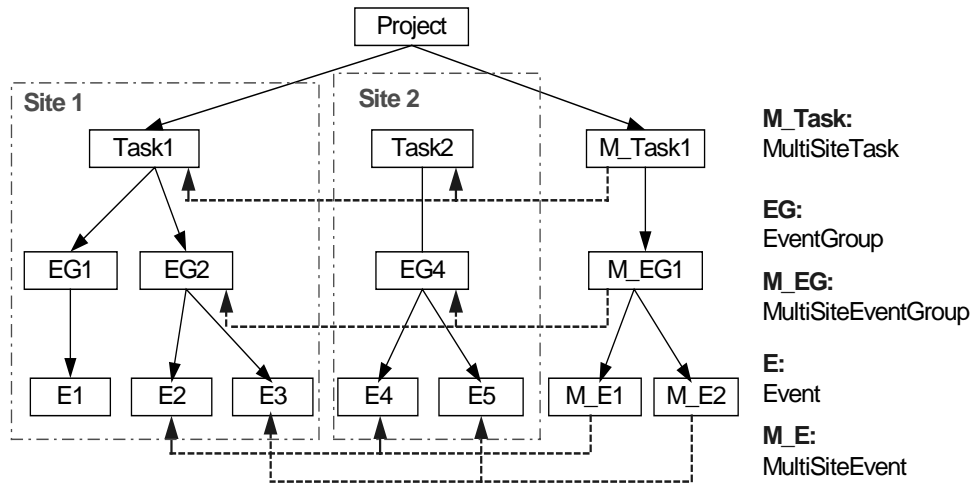 Project
Site 1
Site 2
M_Task:
MultiSiteTask
Task1
Task2
M_Task1
EG:
EventGroup
EG1
EG2
EG4
M_EG1
M_EG:
MultiSiteEventGroup
E1
E2
E3
E4
E5
M_E1
M_E2
E:
Event
M_E:
MultiSiteEvent